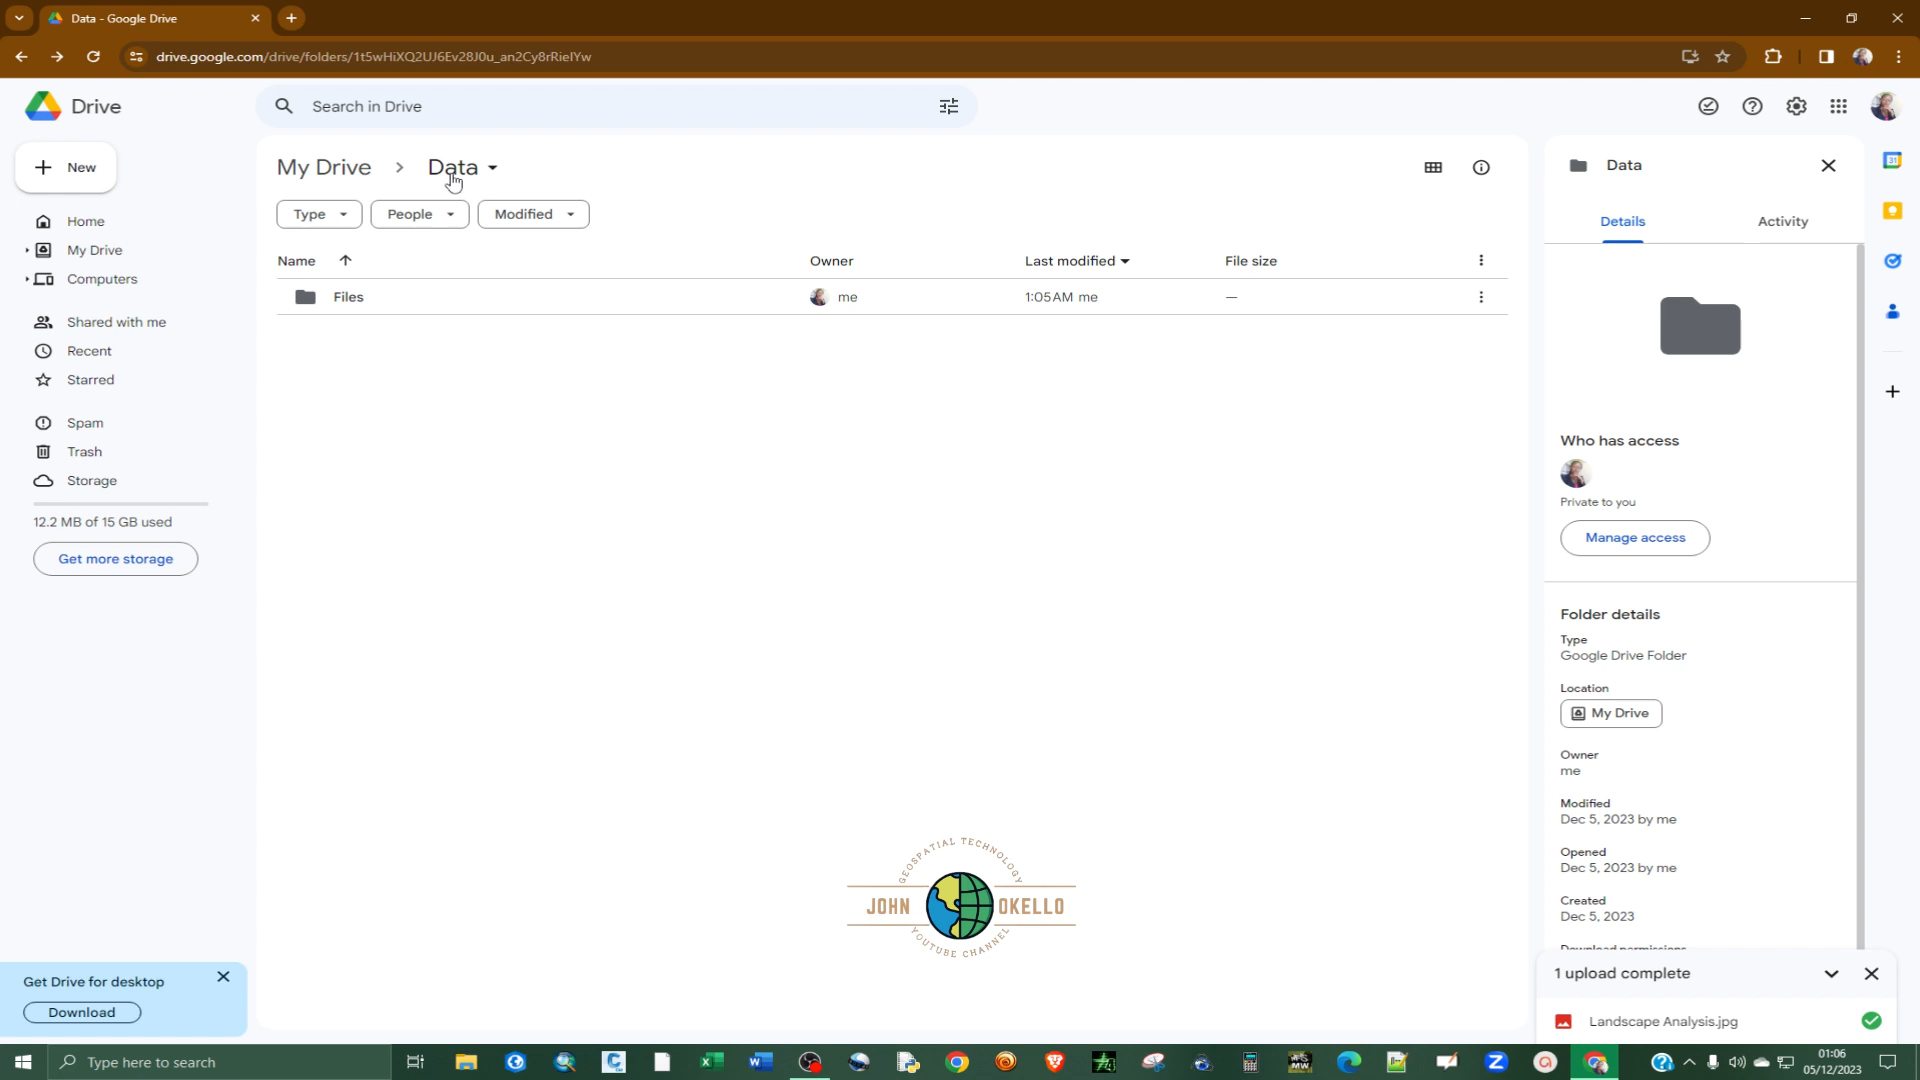 Data - Google Drive
drive.google.com/drive/folders/1t5wHiXQ2UJ6Ev28J0u_an2Cy8rRielYw
Drive
Search in Drive
New
My Drive > Data
Data
Details
Activity
Type
People
Modified
Home
My Drive
Computers
Name
Owner
Last modified
File size
Files
me
1:05 AM me
—
Shared with me
Recent
Starred
Spam
Trash
Storage
12.2 MB of 15 GB used
Get more storage
31
Who has access
Private to you
Manage access
Folder details
Type
Google Drive Folder
Location
My Drive
Owner
me
Modified
Dec 5, 2023 by me
Opened
Dec 5, 2023 by me
Created
Dec 5, 2023
Download permissions
GEOSPATIAL TECHNOLOGY
JOHN OKELLO
YOUTUBE CHANNEL
Get Drive for desktop
Download
1 upload complete
Landscape Analysis.jpg
Type here to search
01:06
05/12/2023